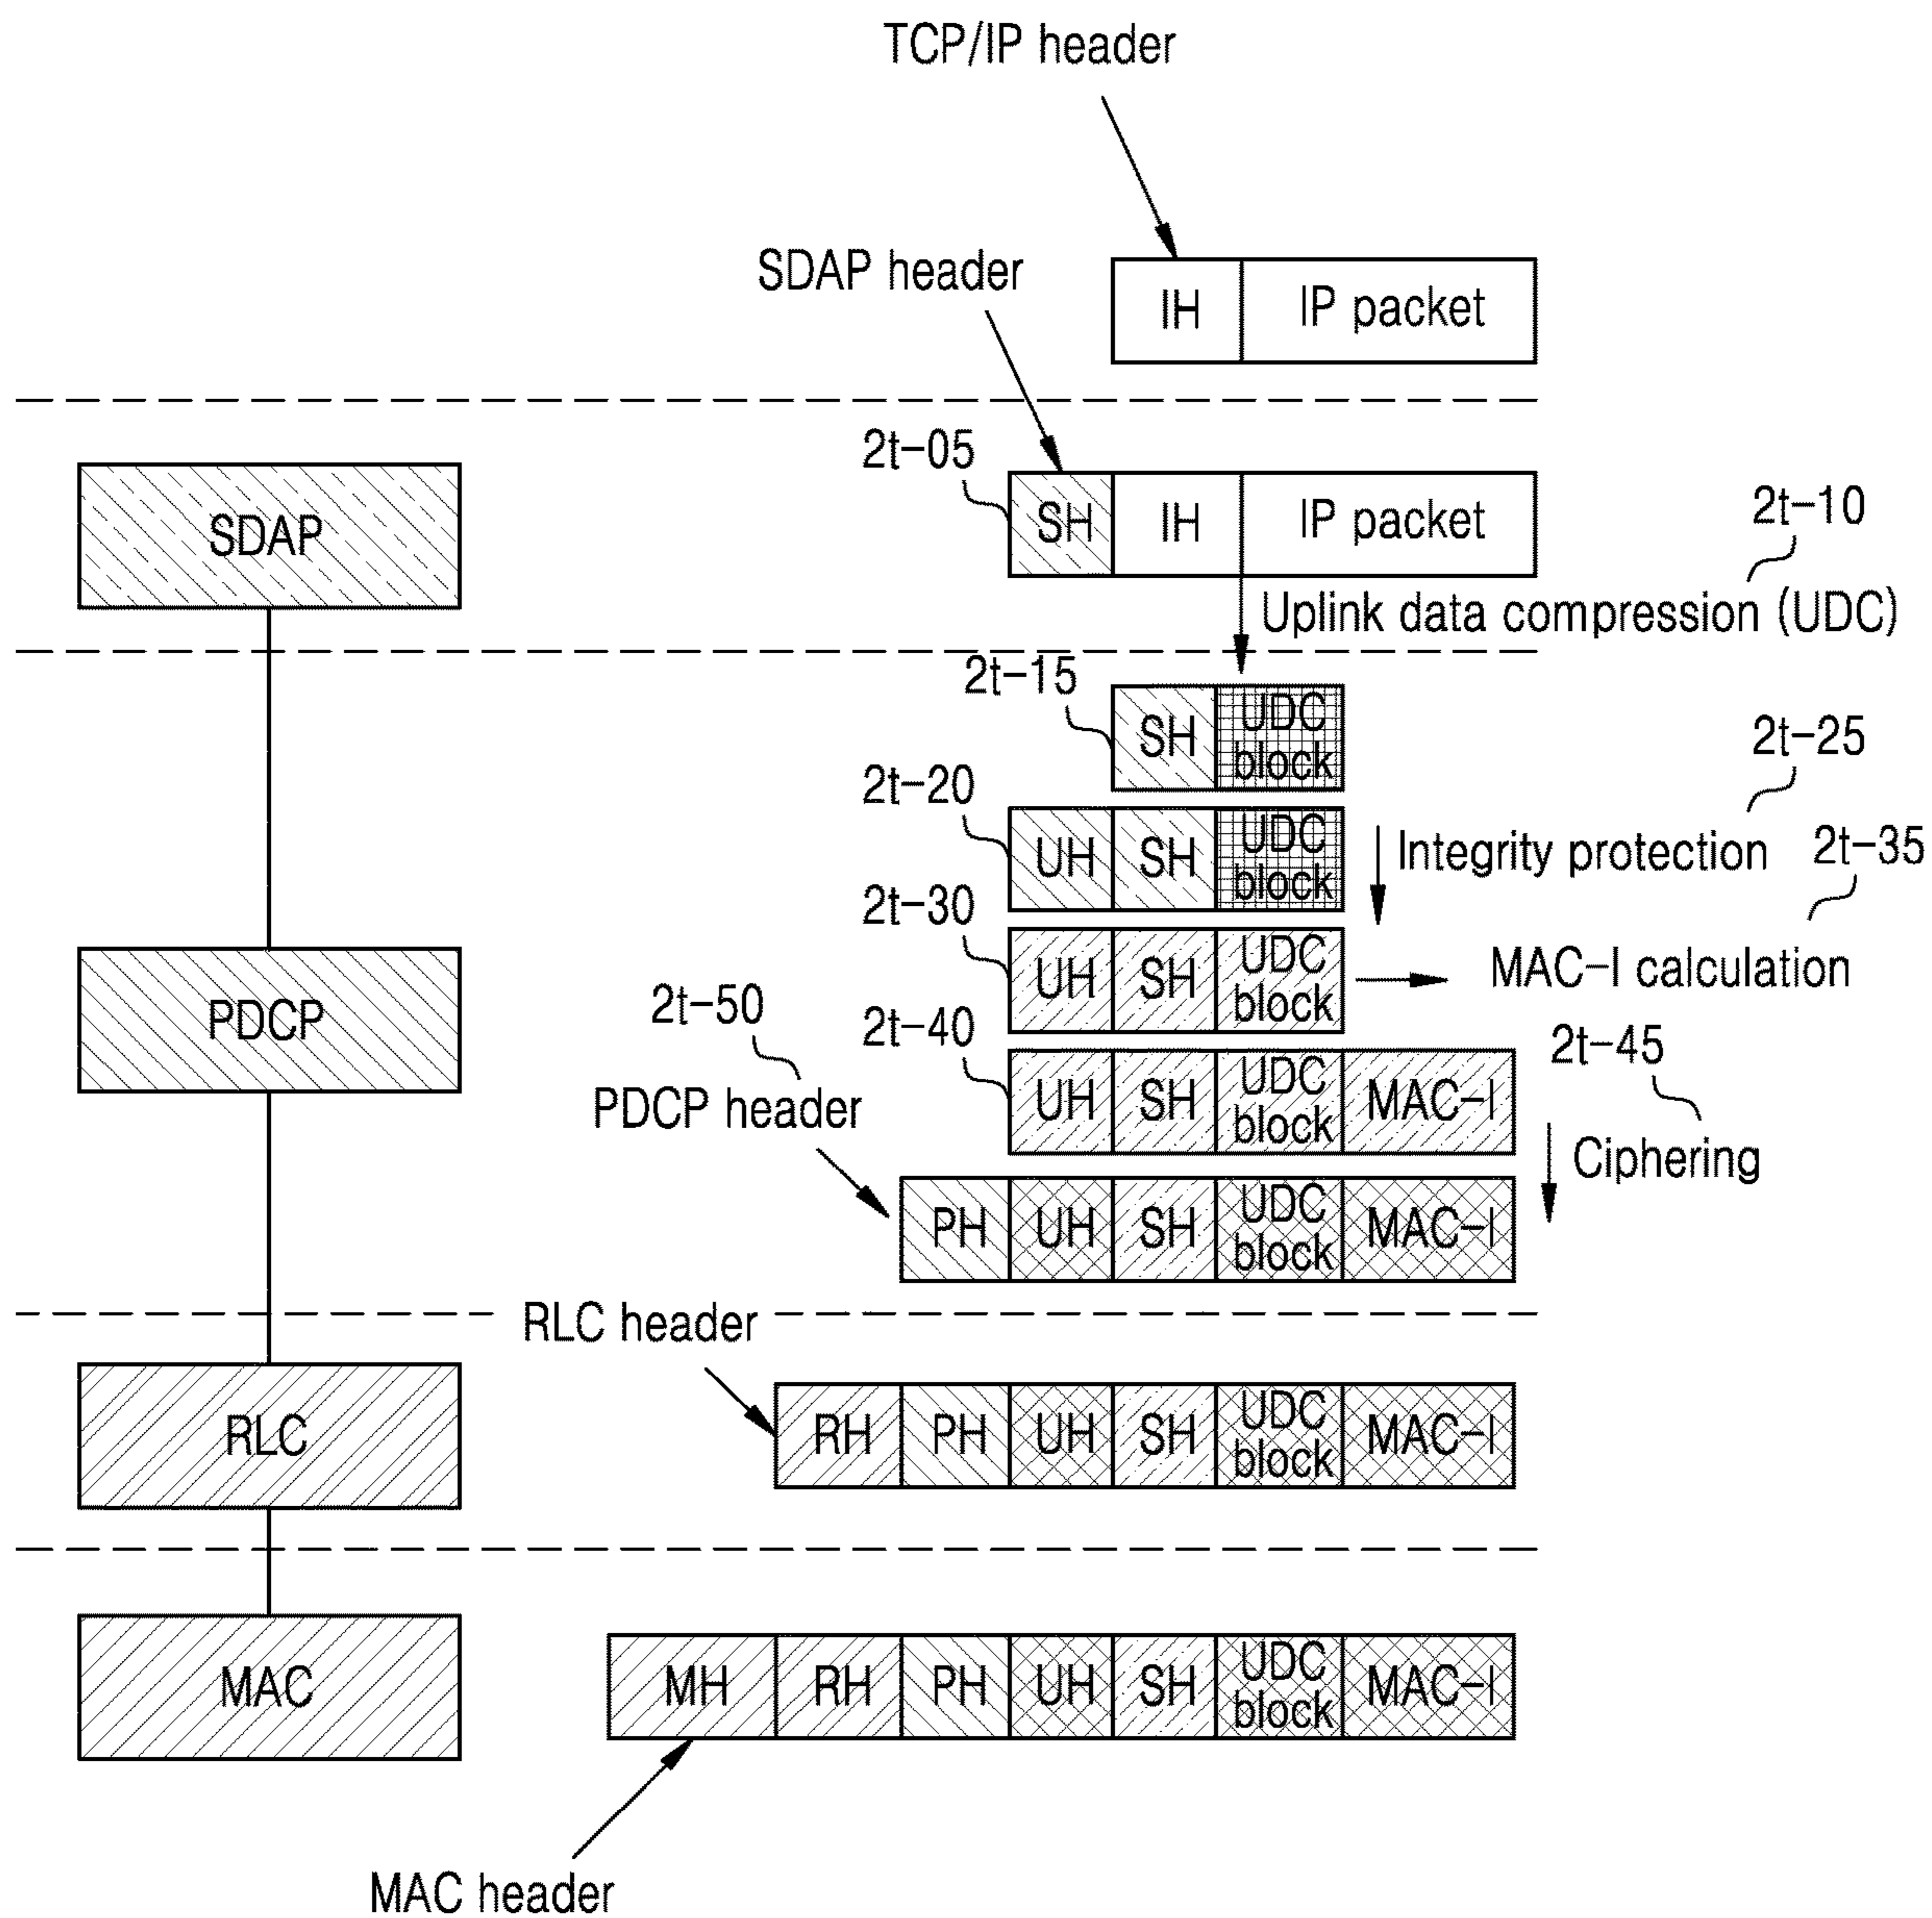 TCP/IP header
IH IP packet
SDAP header
2t-05
SDAP
SH IH IP packet
2t-10
Uplink data compression (UDC)
2t-15
SH UDC
block
2t-20
UH SH UDC
block
2t-25
Integrity protection
2t-30
UH SH UDC
block
2t-35
MAC-I calculation
PDCP
2t-40
UH SH UDC
block MAC-I
2t-45
Ciphering
2t-50
PDCP header
PH UH SH UDC
block MAC-I
RLC header
RLC
RH PH UH SH UDC
block MAC-I
MAC
MH RH PH UH SH UDC
block MAC-I
MAC header